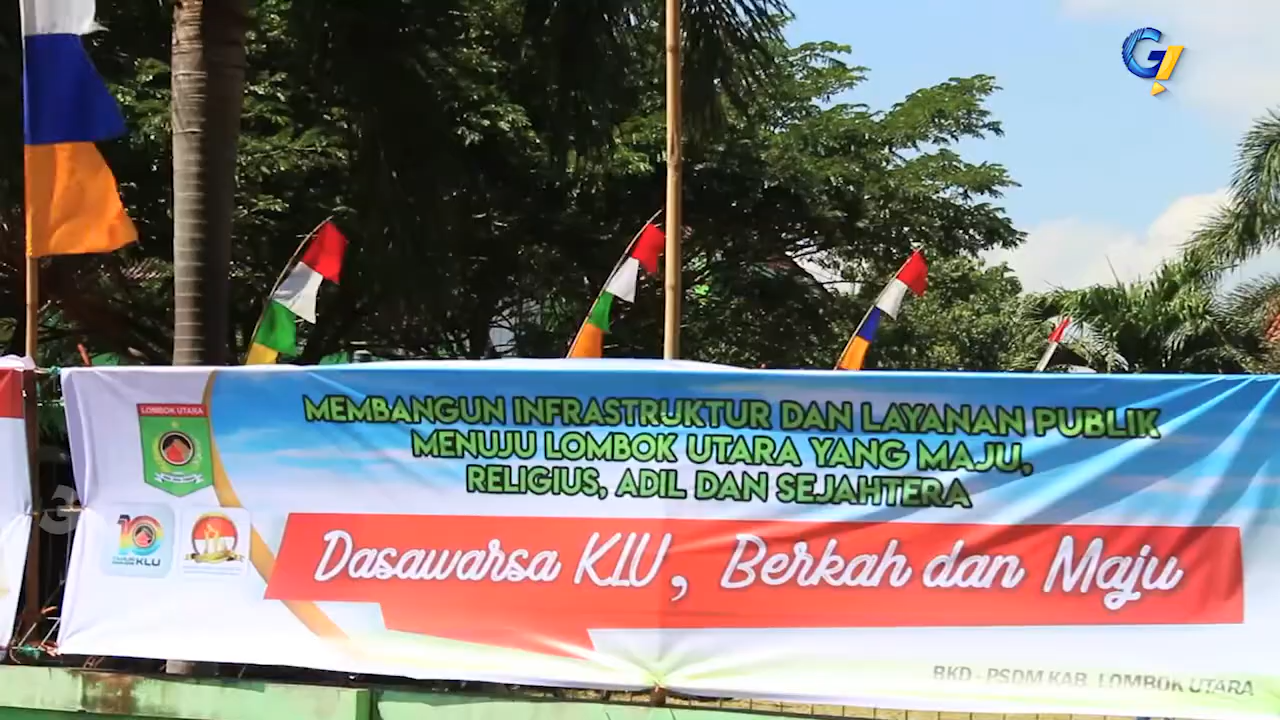 G!
MEMBANGUN INFRASTRUKTUR DAN LAYANAN PUBLIK
MENUJU LOMBOK UTARA YANG MAJU,
RELIGIUS, ADIL DAN SEJAHTERA
LOMBOK UTARA
10
KLU
Dasawarsa KLU, Berkah dan Maju
BKD - PSDM KAB. LOMBOK UTARA